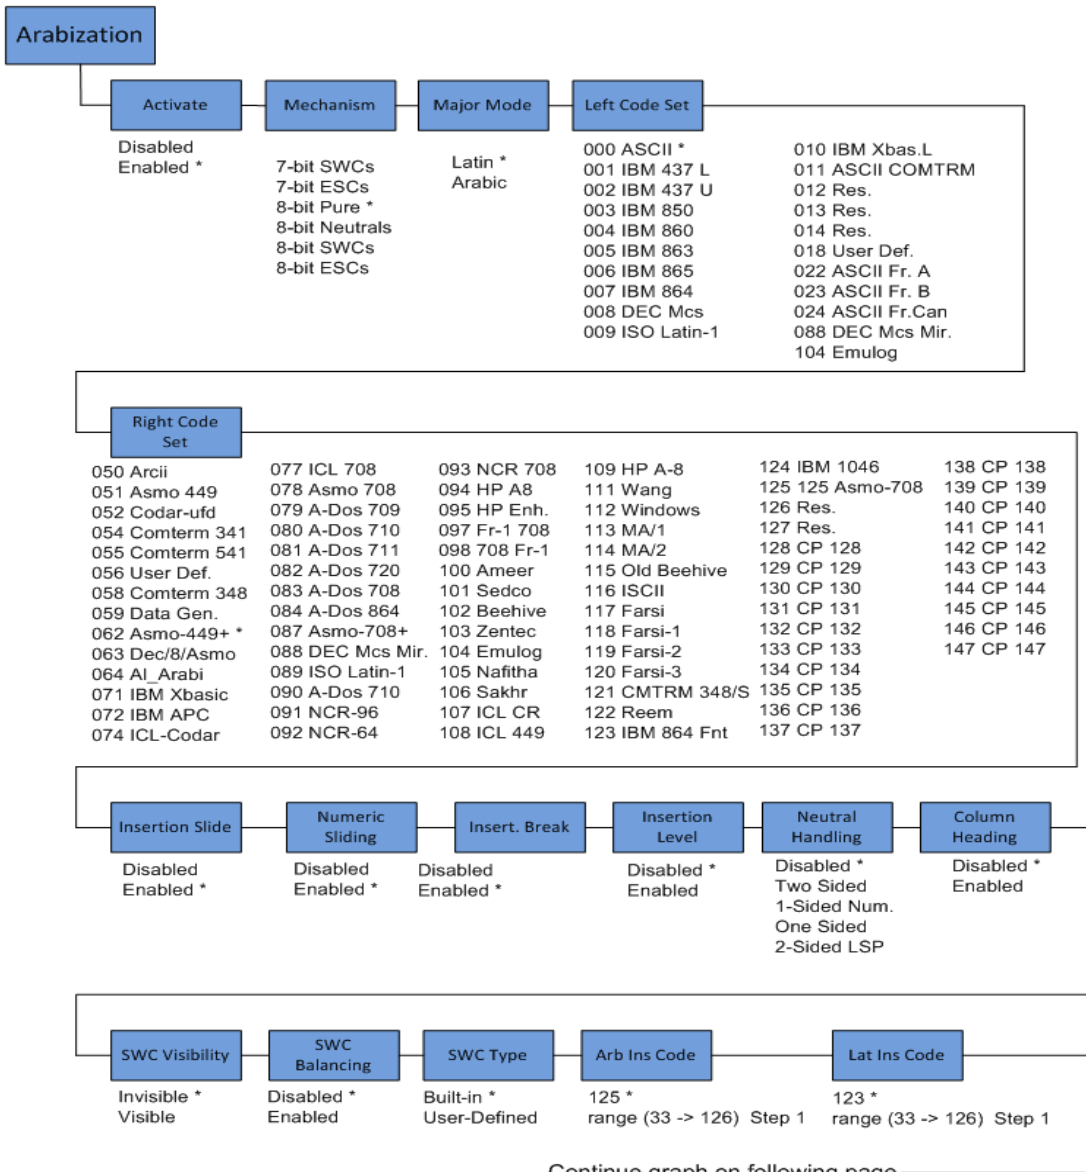 Arabization
Activate
Disabled
Enabled *
Mechanism
7-bit SWCs
7-bit ESCs
8-bit Pure *
8-bit Neutrals
8-bit SWCs
8-bit ESCs
Major Mode
Latin *
Arabic
Left Code Set
000 ASCII *
001 IBM 437 L
002 IBM 437 U
003 IBM 850
004 IBM 860
005 IBM 863
006 IBM 865
007 IBM 864
008 DEC Mcs
009 ISO Latin-1
010 IBM Xbas.L
011 ASCII COMTRM
012 Res.
013 Res.
014 Res.
018 User Def.
022 ASCII Fr. A
023 ASCII Fr. B
024 ASCII Fr.Can
088 DEC Mcs Mir.
104 Emulog
Right Code
Set
050 Arcii
051 Asmo 449
052 Codar-ufd
054 Comterm 341
055 Comterm 541
056 User Def.
058 Comterm 348
059 Data Gen.
062 Asmo-449+ *
063 Dec/8/Asmo
064 Al_Arabi
071 IBM Xbasic
072 IBM APC
074 ICL-Codar
077 ICL 708
078 Asmo 708
079 A-Dos 709
080 A-Dos 710
081 A-Dos 711
082 A-Dos 720
083 A-Dos 708
084 A-Dos 864
087 Asmo-708+
088 DEC Mcs Mir.
089 ISO Latin-1
090 A-Dos 710
091 NCR-96
092 NCR-64
093 NCR 708
094 HP A8
095 HP Enh.
097 Fr-1 708
098 708 Fr-1
100 Ameer
101 Sedco
102 Beehive
103 Zentec
104 Emulog
105 Nafitha
106 Sakhr
107 ICL CR
108 ICL 449
109 HP A-8
111 Wang
112 Windows
113 MA/1
114 MA/2
115 Old Beehive
116 ISCII
117 Farsi
118 Farsi-1
119 Farsi-2
120 Farsi-3
121 CMTRM 348/S
122 Reem
123 IBM 864 Fnt
124 IBM 1046
125 125 Asmo-708
126 Res.
127 Res.
128 CP 128
129 CP 129
130 CP 130
131 CP 131
132 CP 132
133 CP 133
134 CP 134
135 CP 135
136 CP 136
137 CP 137
138 CP 138
139 CP 139
140 CP 140
141 CP 141
142 CP 142
143 CP 143
144 CP 144
145 CP 145
146 CP 146
147 CP 147
Insertion Slide
Disabled
Enabled *
Numeric
Sliding
Disabled
Enabled *
Insert. Break
Disabled
Enabled *
Insertion
Level
Disabled *
Enabled
Neutral
Handling
Disabled *
Two Sided
1-Sided Num.
One Sided
2-Sided LSP
Column
Heading
Disabled *
Enabled
SWC Visibility
Invisible *
Visible
SWC
Balancing
Disabled *
Enabled
SWC Type
Built-in *
User-Defined
Arb Ins Code
125 *
range (33 -> 126) Step 1
Lat Ins Code
123 *
range (33 -> 126) Step 1
Continue graph on following page